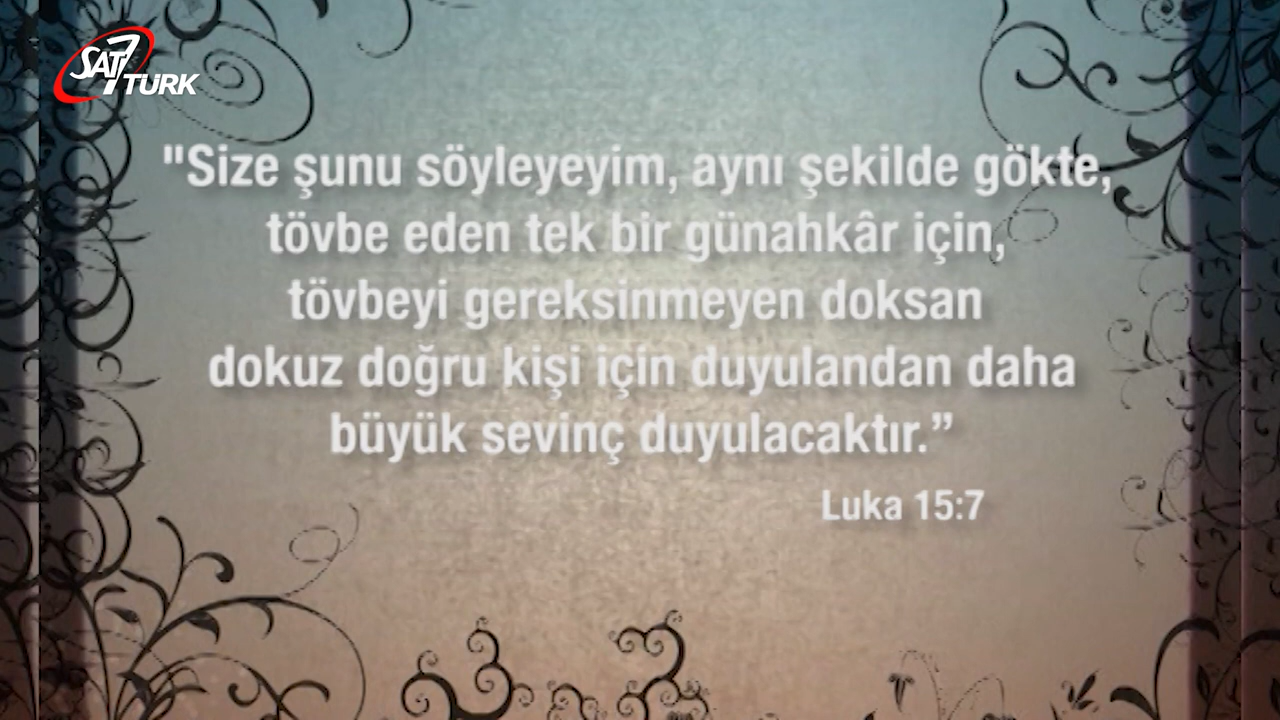 SAT7 TÜRK
"Size şunu söyleyeyim, aynı şekilde gökte,
tövbe eden tek bir günahkâr için,
tövbeyi gereksinmeyen doksan
dokuz doğru kişi için duyulandan daha
büyük sevinç duyulacaktır.”
Luka 15:7